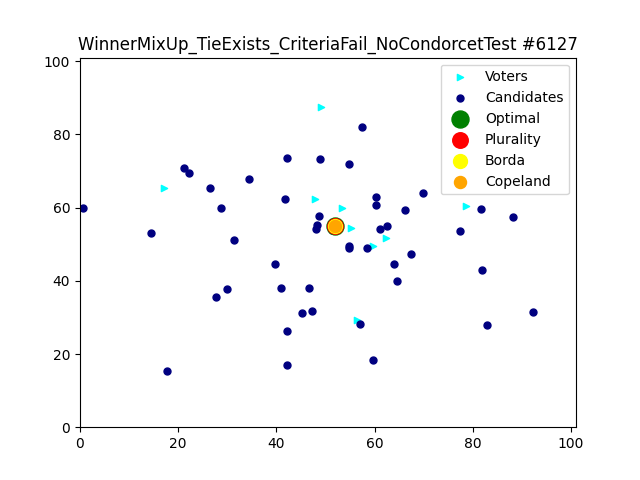 WinnerMixUp_TieExists_CriteriaFail_NoCondorcetTest #6127
100
80
60
40
20
0
0 20 40 60 80 100
Voters
Candidates
Optimal
Plurality
Borda
Copeland